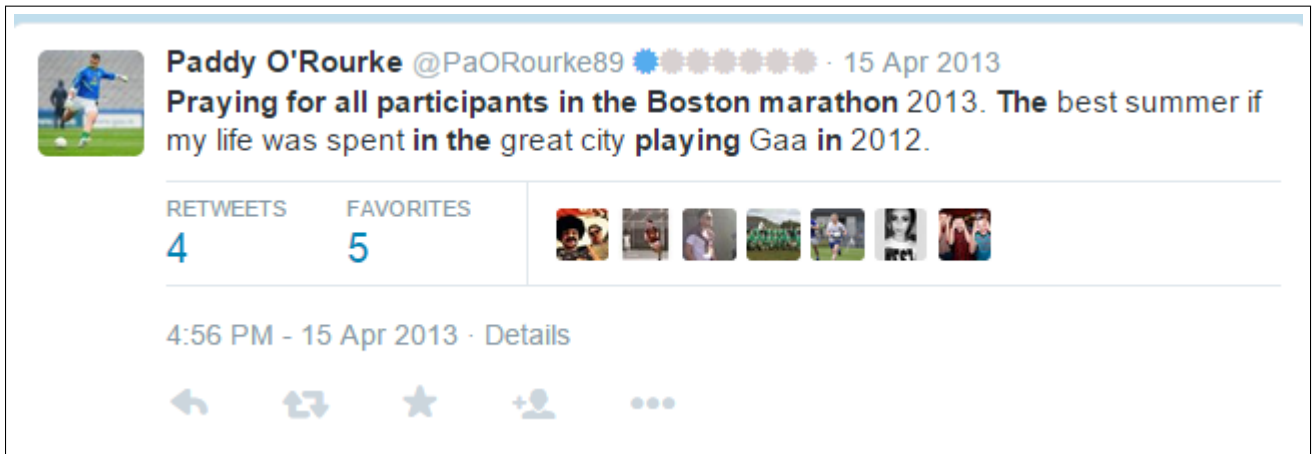 Paddy O'Rourke @PaORourke89 · 15 Apr 2013
Praying for all participants in the Boston marathon 2013. The best summer if
my life was spent in the great city playing Gaa in 2012.
RETWEETS FAVORITES
4 5
4:56 PM - 15 Apr 2013 · Details